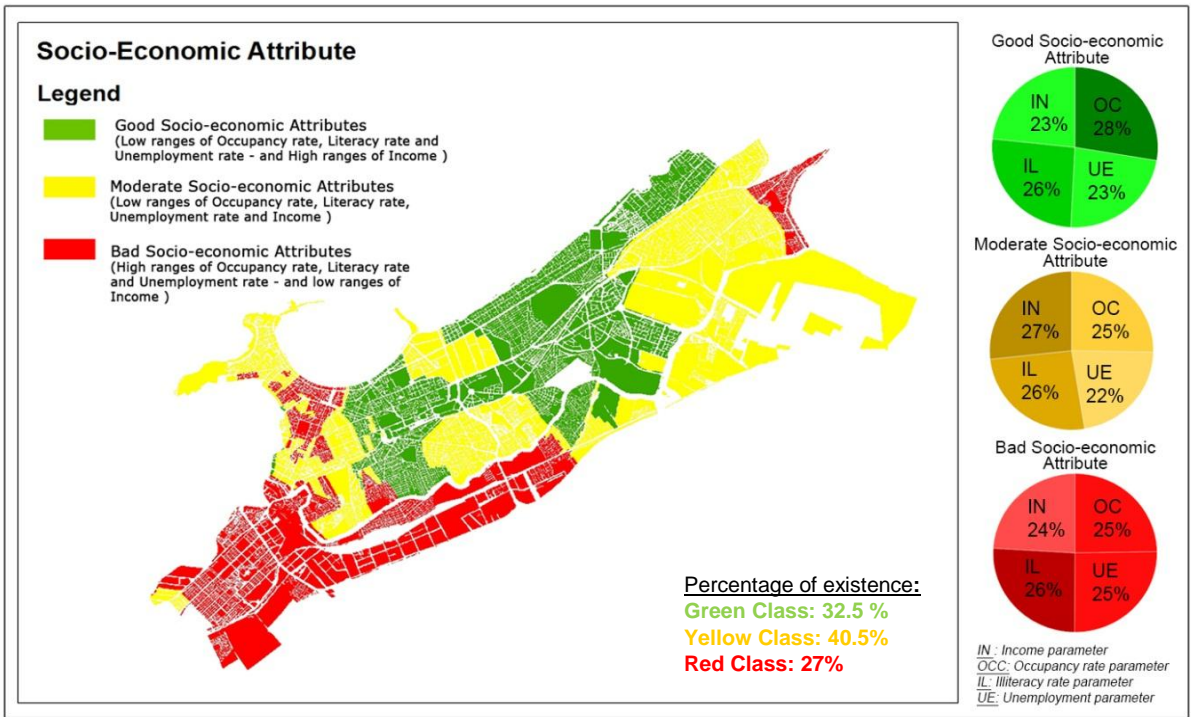 Socio-Economic Attribute
Legend
Good Socio-economic Attributes
(Low ranges of Occupancy rate, Literacy rate and
Unemployment rate - and High ranges of Income )
Moderate Socio-economic Attributes
(Low ranges of Occupancy rate, Literacy rate,
Unemployment rate and Income )
Bad Socio-economic Attributes
(High ranges of Occupancy rate, Literacy rate
and Unemployment rate - and low ranges of
Income )
Percentage of existence:
Green Class: 32.5 %
Yellow Class: 40.5%
Red Class: 27%
Good Socio-economic
Attribute
IN
23%
OC
28%
IL
26%
UE
23%
Moderate Socio-economic
Attribute
IN
27%
OC
25%
IL
26%
UE
22%
Bad Socio-economic
Attribute
IN
24%
OC
25%
IL
26%
UE
25%
IN : Income parameter
OCC: Occupancy rate parameter
IL: Illiteracy rate parameter
UE: Unemployment parameter